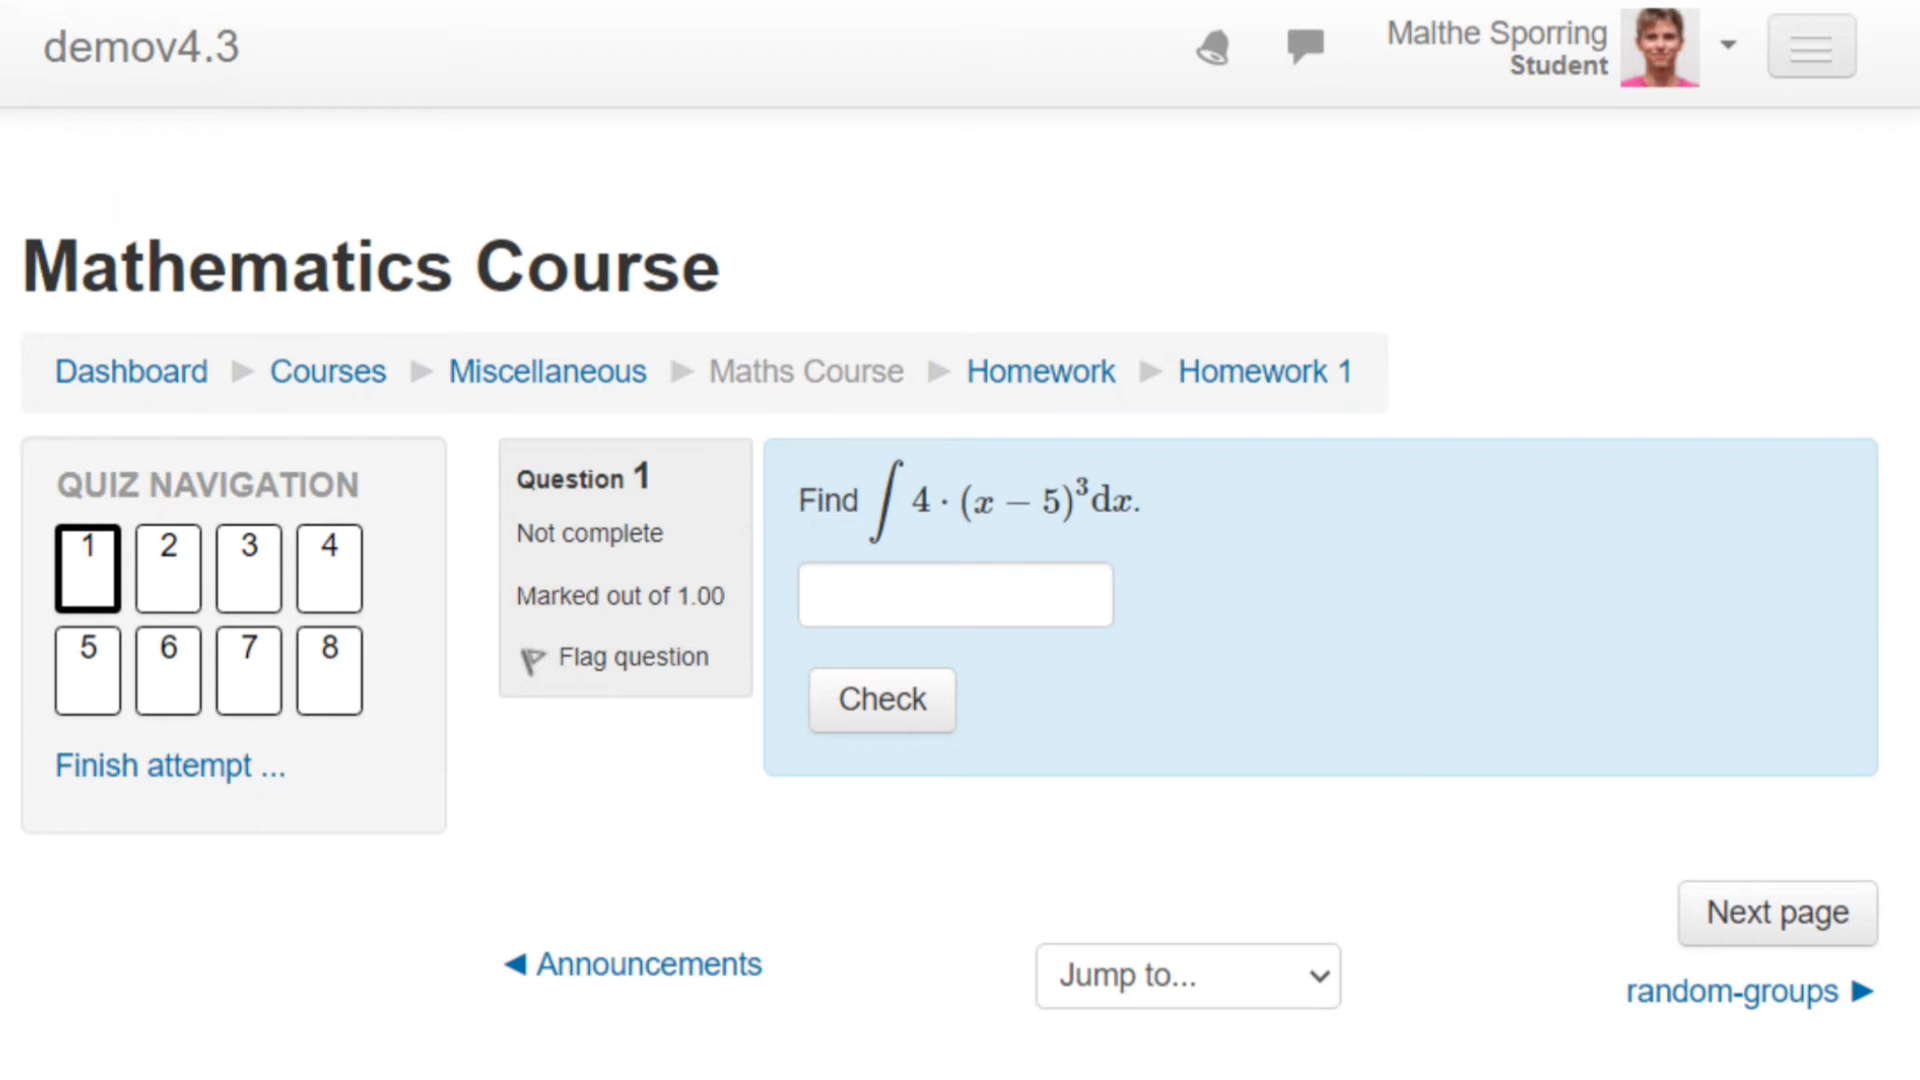 demov4.3
Malthe Sporring
Student
Mathematics Course
Dashboard ▶ Courses ▶ Miscellaneous ▶ Maths Course ▶ Homework ▶ Homework 1
QUIZ NAVIGATION
1 2 3 4
5 6 7 8
Finish attempt ...
Question 1
Not complete
Marked out of 1.00
Flag question
Find ∫ 4 · (x − 5)³dx.
Check
Next page
◀ Announcements
Jump to...
random-groups ▶